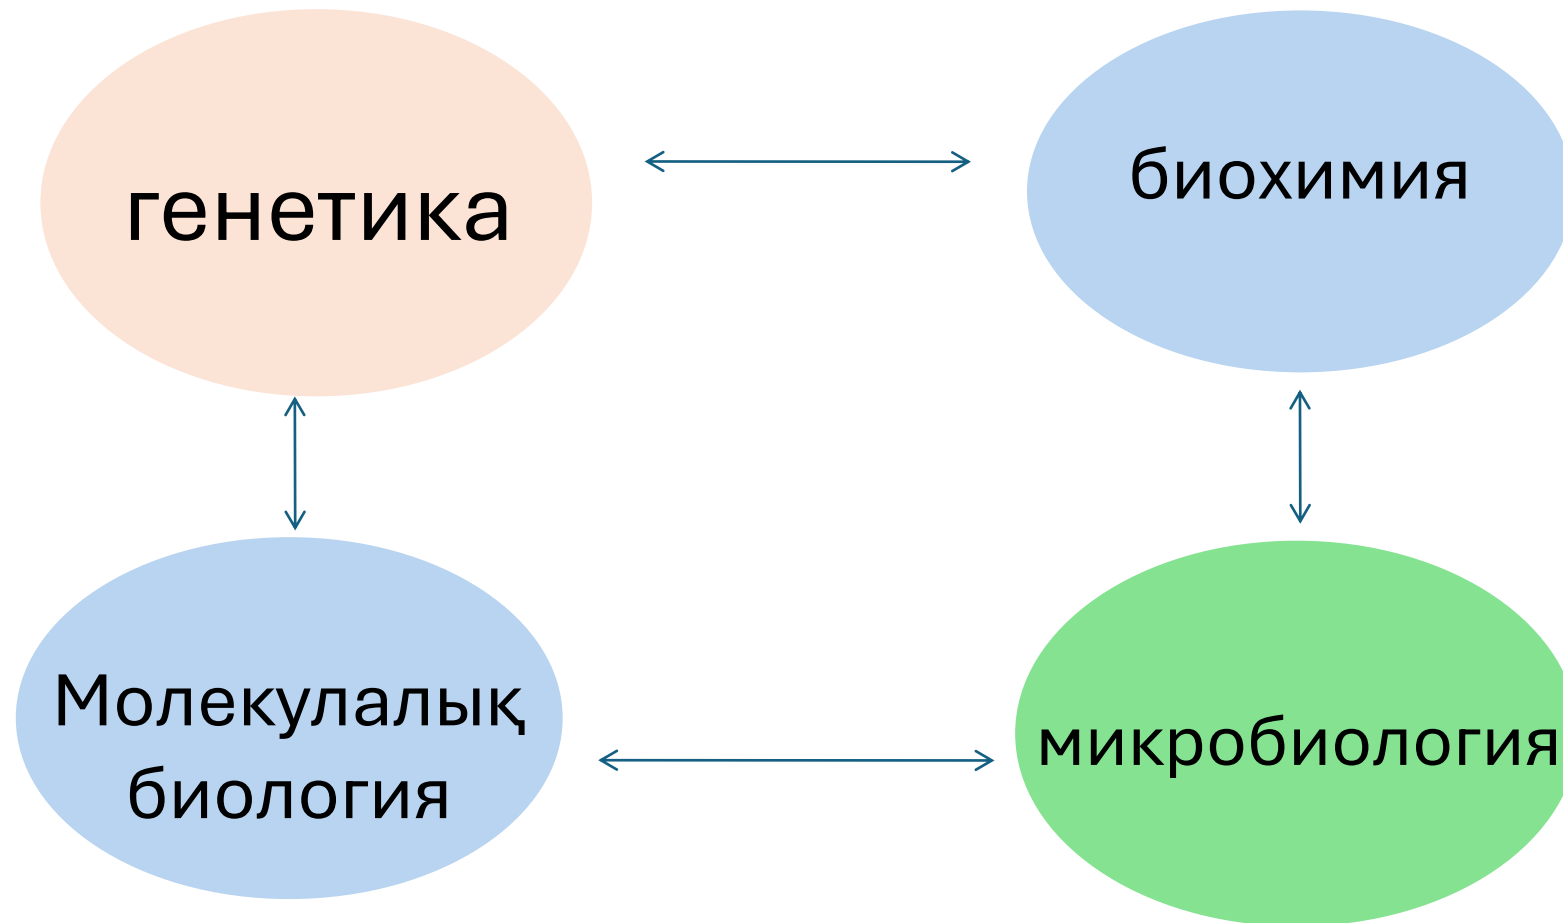 генетика
биохимия
Молекулалық
биология
микробиология